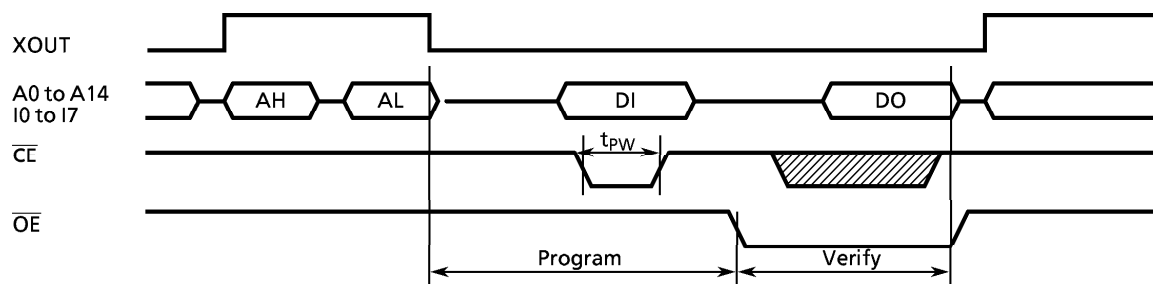 XOUT
A0 to A14
I0 to I7
AH
AL
DI
DO
CE
tPW
OE
Program
Verify